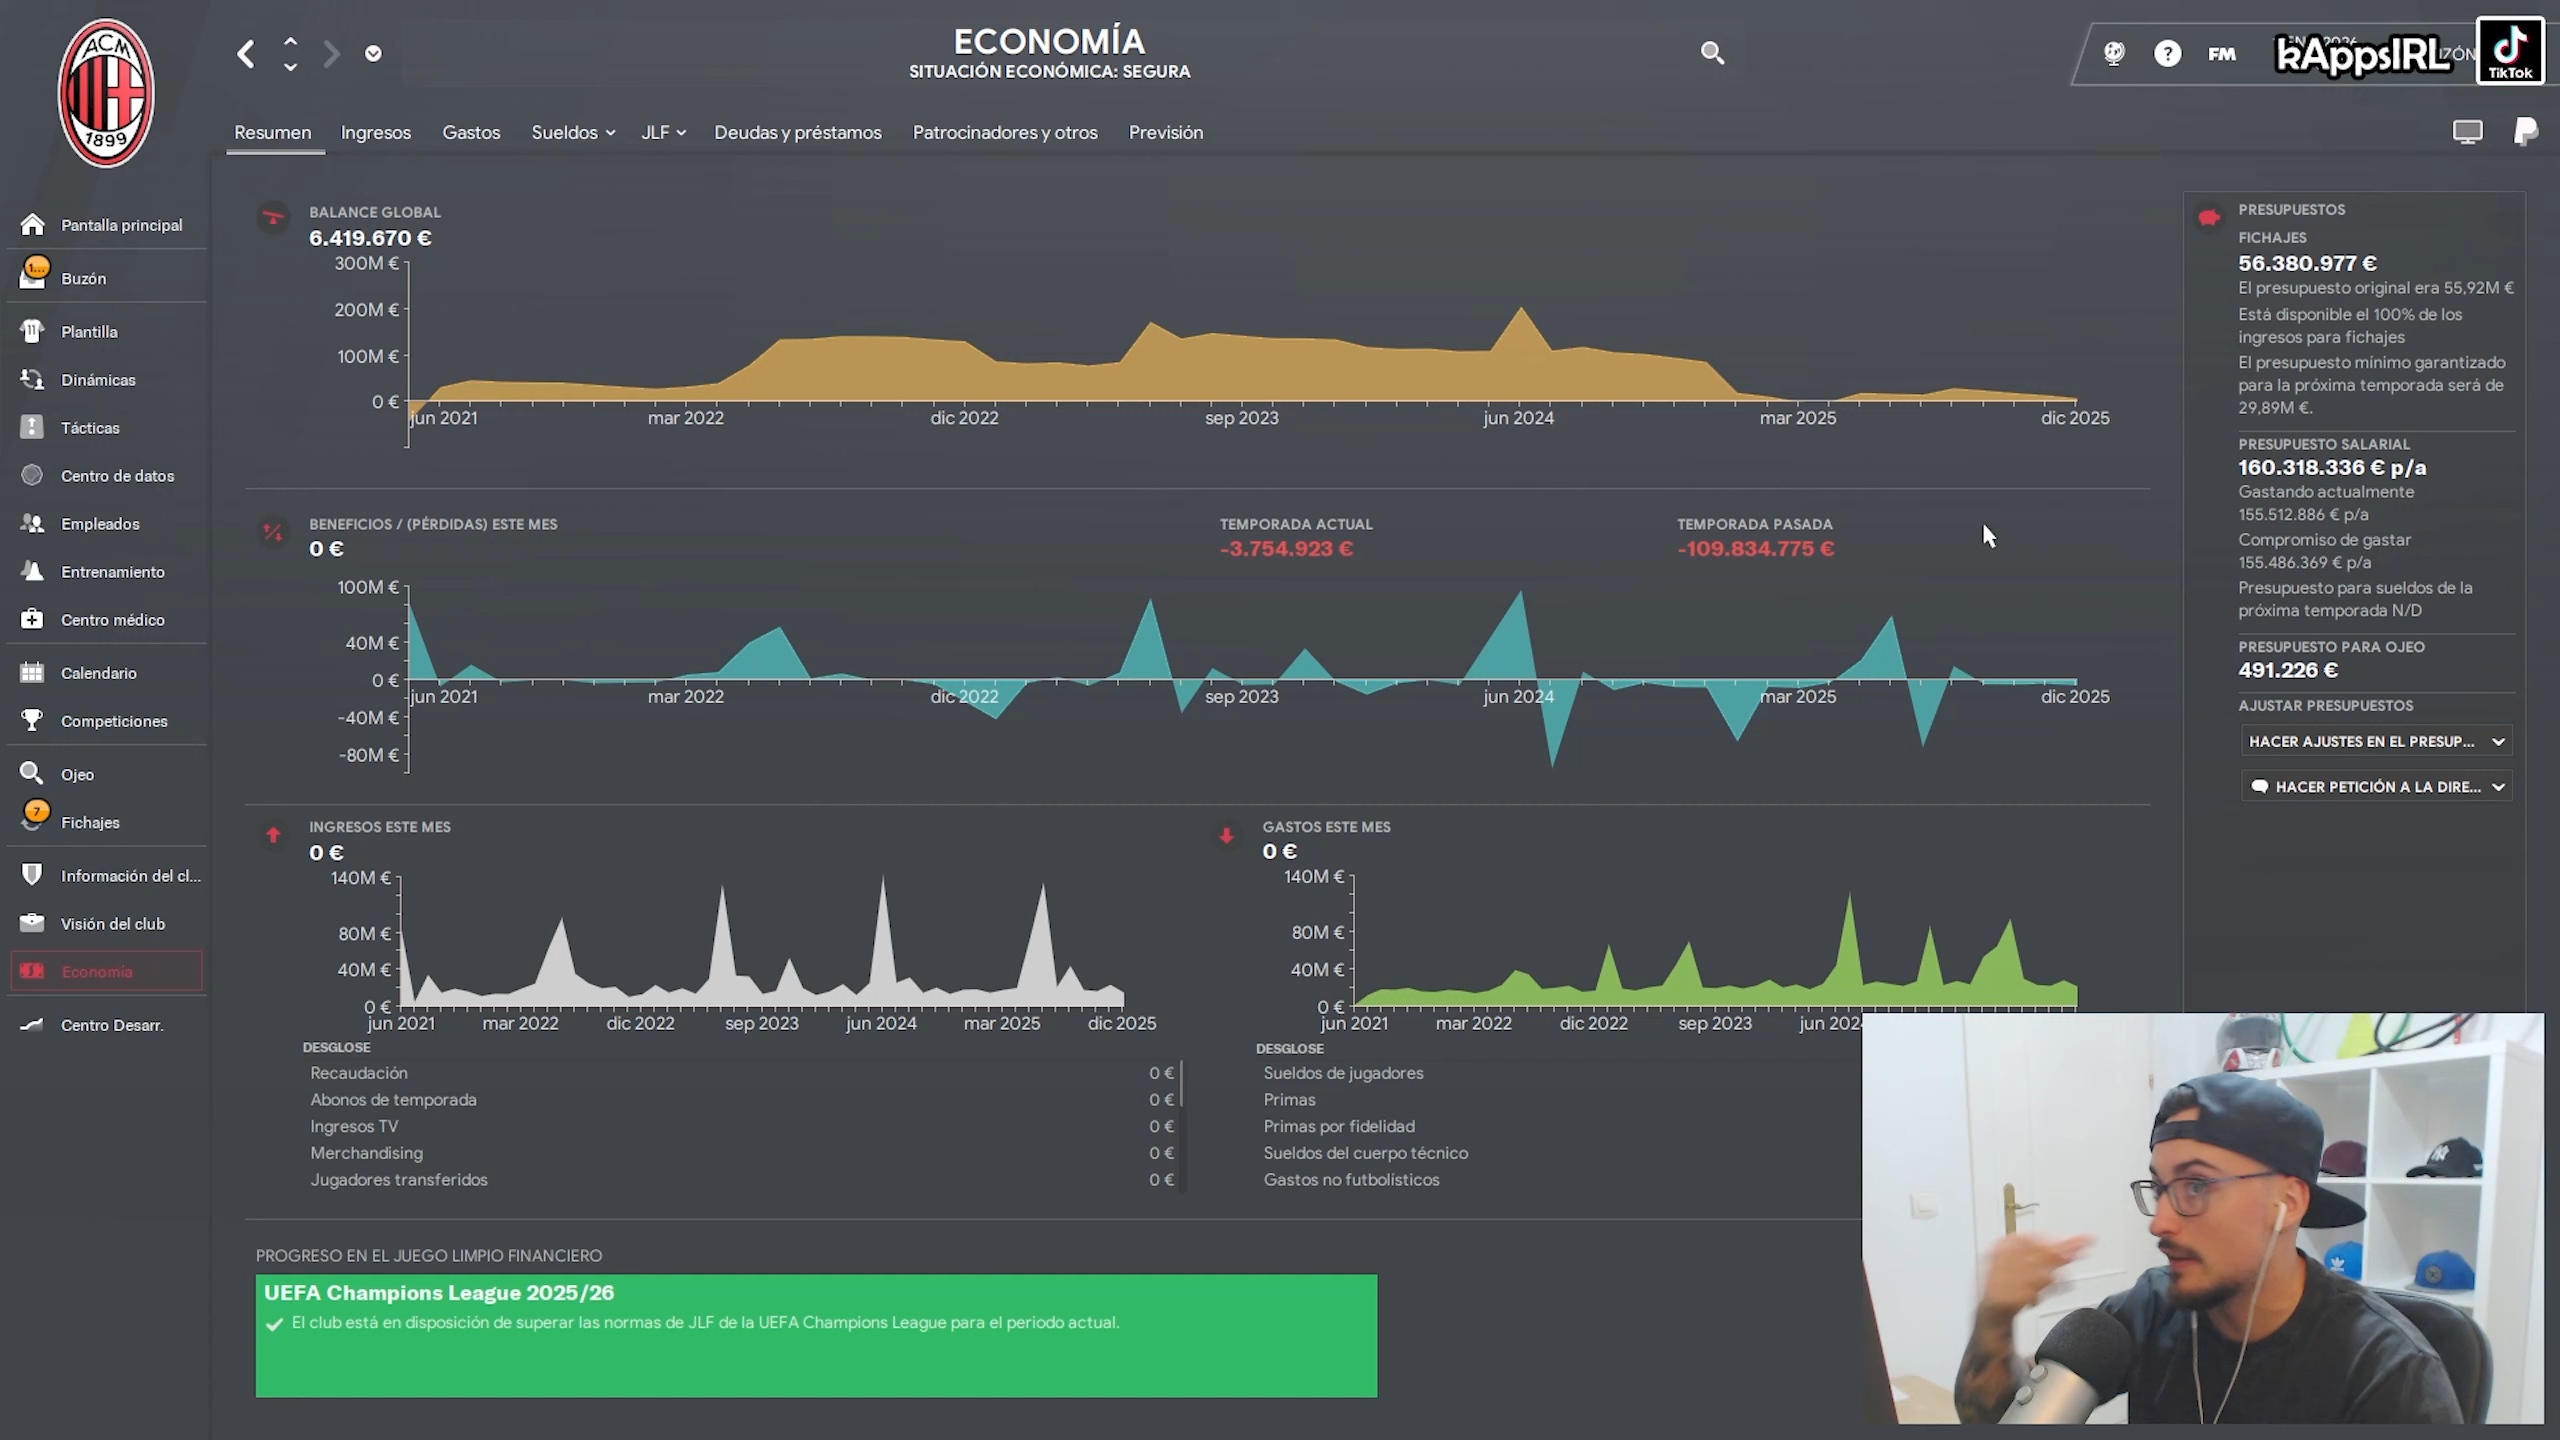 ACM
1899
ECONOMÍA
SITUACIÓN ECONÓMICA: SEGURA
FM
kAppsIRL
TikTok
Resumen
Ingresos
Gastos
Sueldos
JLF
Deudas y préstamos
Patrocinadores y otros
Previsión
Pantalla principal
1...
Buzón
11
Plantilla
Dinámicas
Tácticas
Centro de datos
Empleados
Entrenamiento
Centro médico
Calendario
Competiciones
Ojeo
7
Fichajes
Información del cl...
Visión del club
Economía
Centro Desarr.
BALANCE GLOBAL
6.419.670 €
300M €
200M €
100M €
0 €
jun 2021
mar 2022
dic 2022
sep 2023
jun 2024
mar 2025
dic 2025
BENEFICIOS / (PÉRDIDAS) ESTE MES
0 €
TEMPORADA ACTUAL
-3.754.923 €
TEMPORADA PASADA
-109.834.775 €
100M €
40M €
0 €
-40M €
-80M €
jun 2021
mar 2022
dic 2022
sep 2023
jun 2024
mar 2025
dic 2025
INGRESOS ESTE MES
0 €
140M €
80M €
40M €
0 €
jun 2021
mar 2022
dic 2022
sep 2023
jun 2024
mar 2025
dic 2025
DESGLOSE
Recaudación 0 €
Abonos de temporada 0 €
Ingresos TV 0 €
Merchandising 0 €
Jugadores transferidos 0 €
GASTOS ESTE MES
0 €
140M €
80M €
40M €
0 €
jun 2021
mar 2022
dic 2022
sep 2023
jun 202
DESGLOSE
Sueldos de jugadores
Primas
Primas por fidelidad
Sueldos del cuerpo técnico
Gastos no futbolísticos
PROGRESO EN EL JUEGO LIMPIO FINANCIERO
UEFA Champions League 2025/26
El club está en disposición de superar las normas de JLF de la UEFA Champions League para el periodo actual.
PRESUPUESTOS
FICHAJES
56.380.977 €
El presupuesto original era 55,92M €
Está disponible el 100% de los
ingresos para fichajes
El presupuesto mínimo garantizado
para la próxima temporada será de
29,89M €.
PRESUPUESTO SALARIAL
160.318.336 € p/a
Gastando actualmente
155.512.886 € p/a
Compromiso de gastar
155.486.369 € p/a
Presupuesto para sueldos de la
próxima temporada N/D
PRESUPUESTO PARA OJEO
491.226 €
AJUSTAR PRESUPUESTOS
HACER AJUSTES EN EL PRESUP...
HACER PETICIÓN A LA DIRE...